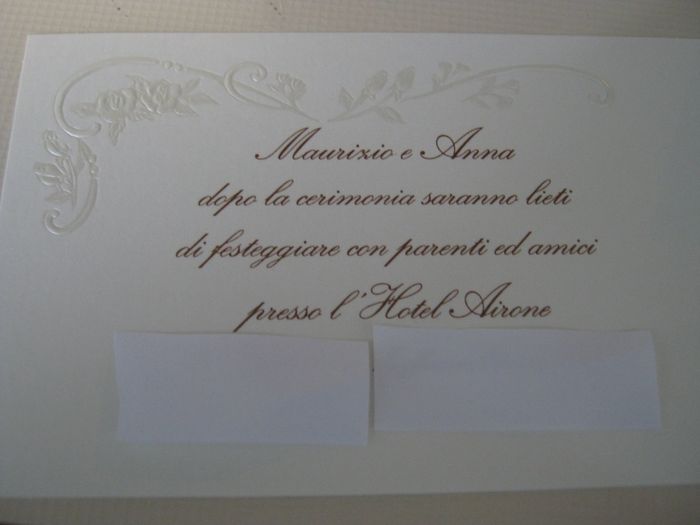 Maurizio e Anna
dopo la cerimonia saranno lieti
di festeggiare con parenti ed amici
presso l'Hotel Airone